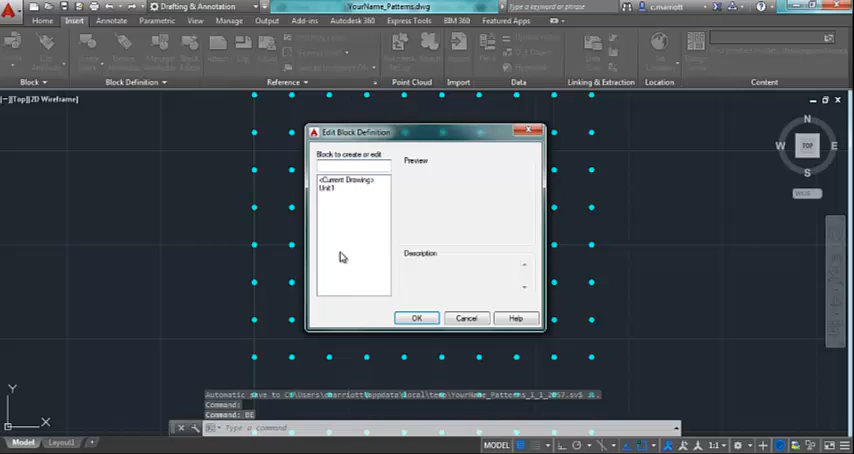 Drafting & Annotation
YourName_Patterns.dwg
Type a keyword or phrase
c.marriott
Home Insert Annotate Parametric View Manage Output Add-ins Autodesk 360 Express Tools BIM 360 Featured Apps
Point Cloud Import Location
Block Block Definition Reference Data Linking & Extraction Content
[-][Top][2D Wireframe]
N
W TOP E
S
WCS
Edit Block Definition
Block to create or edit
Preview
<Current Drawing>
Unit1
Description
OK Cancel Help
Command:
Command: BE
Type a command
Y
X
Model Layout1 +
MODEL 1:1